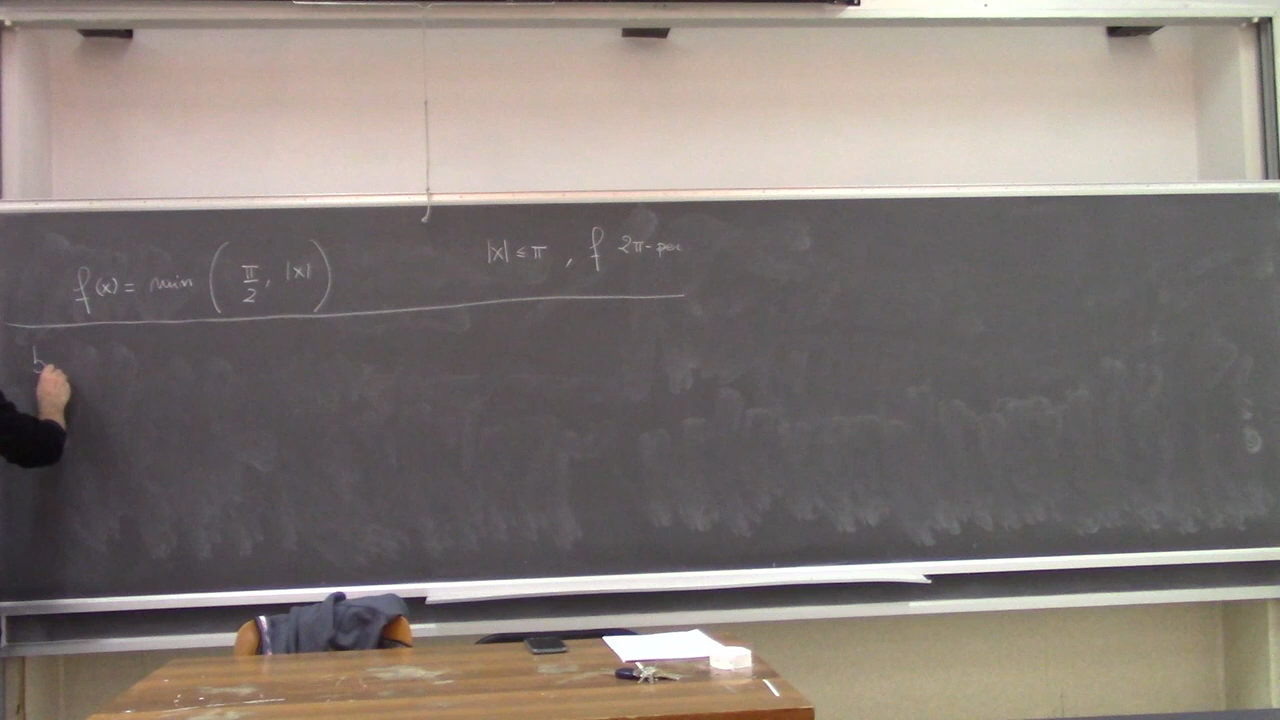 f(x) = min ( π/2, |x| ) |x| ≤ π , f 2π-per
b